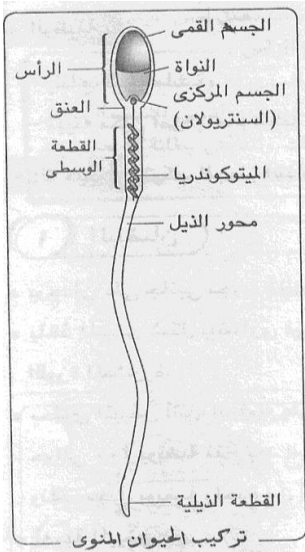 الجسم القمى
النواة
الرأس
الجسم المركزى
(السنتريولان)
العنق
القطعة
الوسطى
الميتوكوندريا
محور الذيل
القطعة الذيلية
تركيب الحيوان المنوى